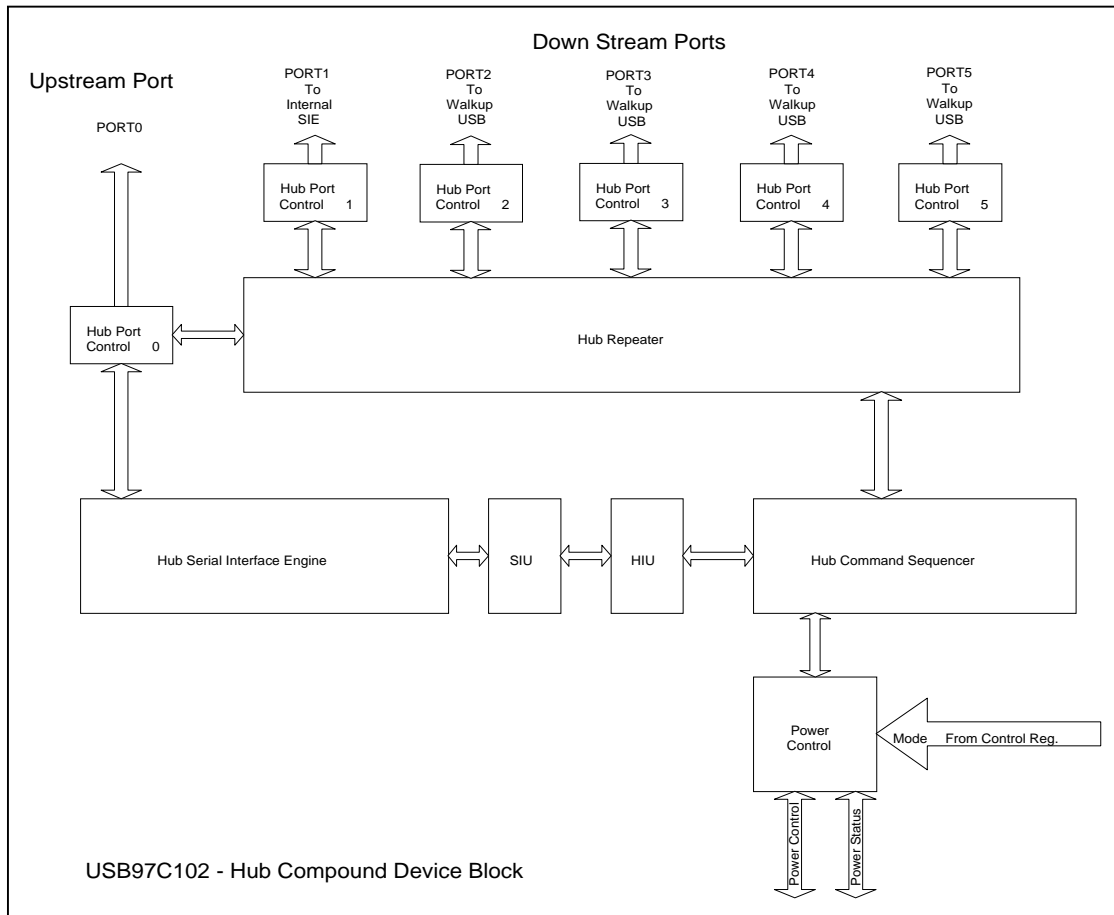 Down Stream Ports
Upstream Port
PORT0
PORT1
To
Internal
SIE
PORT2
To
Walkup
USB
PORT3
To
Walkup
USB
PORT4
To
Walkup
USB
PORT5
To
Walkup
USB
Hub Port
Control 1
Hub Port
Control 2
Hub Port
Control 3
Hub Port
Control 4
Hub Port
Control 5
Hub Port
Control 0
Hub Repeater
Hub Serial Interface Engine
SIU
HIU
Hub Command Sequencer
Power
Control
Mode From Control Reg.
Power Control
Power Status
USB97C102 - Hub Compound Device Block